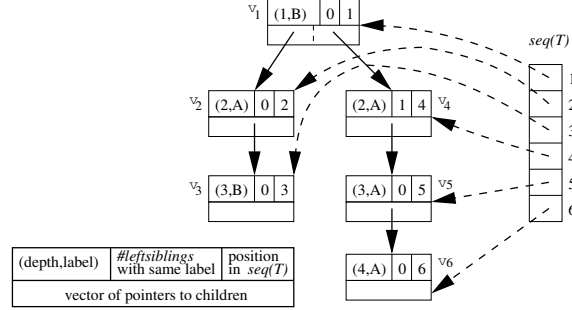 v1 (1,B) 0 1
seq(T)
1
v2 (2,A) 0 2 (2,A) 1 4 v4 2
3
4
v3 (3,B) 0 3 (3,A) 0 5 v5 5
6
(4,A) 0 6 v6
(depth,label) #leftsiblings with same label position in seq(T)
vector of pointers to children